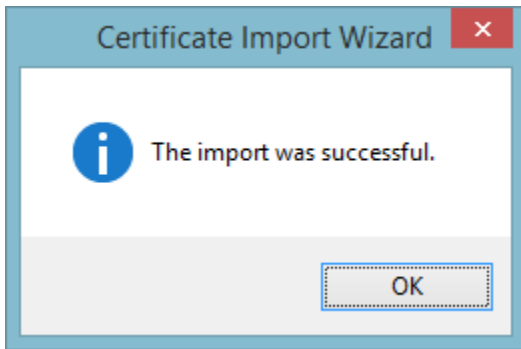 Certificate Import Wizard
The import was successful.
OK